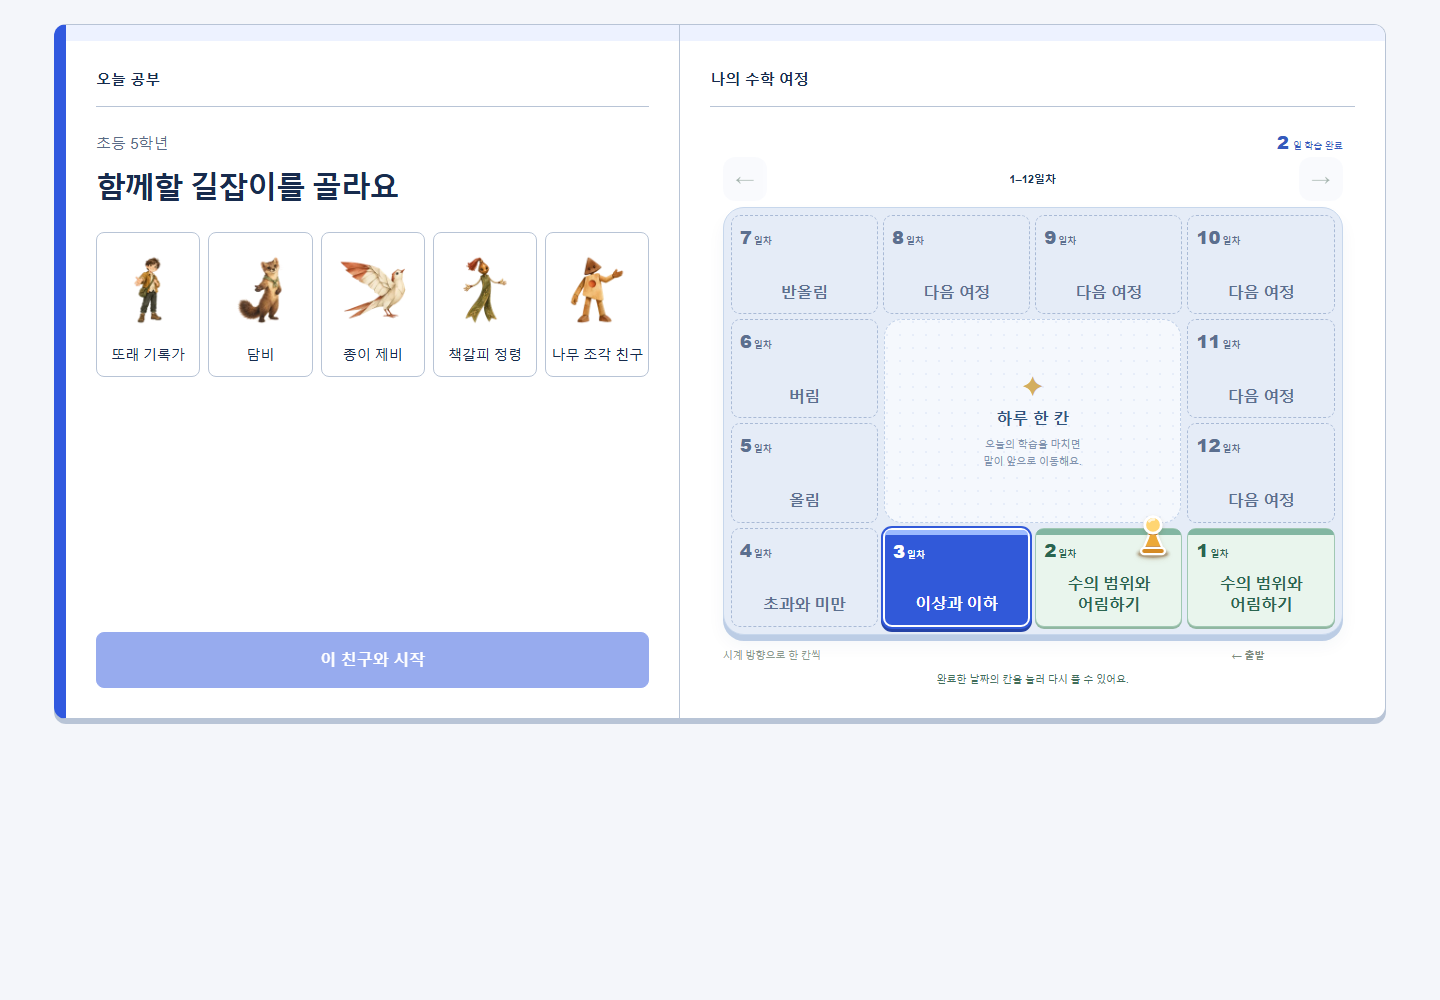 오늘 공부
초등 5학년
함께할 길잡이를 골라요
또래 기록가
담비
종이 제비
책갈피 정령
나무 조각 친구
이 친구와 시작
나의 수학 여정
2 일 학습 완료
←
1–12일차
→
7 일차
반올림
8 일차
다음 여정
9 일차
다음 여정
10 일차
다음 여정
6 일차
버림
하루 한 칸
오늘의 학습을 마치면
말이 앞으로 이동해요.
11 일차
다음 여정
5 일차
올림
12 일차
다음 여정
4 일차
초과와 미만
3 일차
이상과 이하
2 일차
수의 범위와
어림하기
1 일차
수의 범위와
어림하기
시계 방향으로 한 칸씩
← 출발
완료한 날짜의 칸을 눌러 다시 풀 수 있어요.